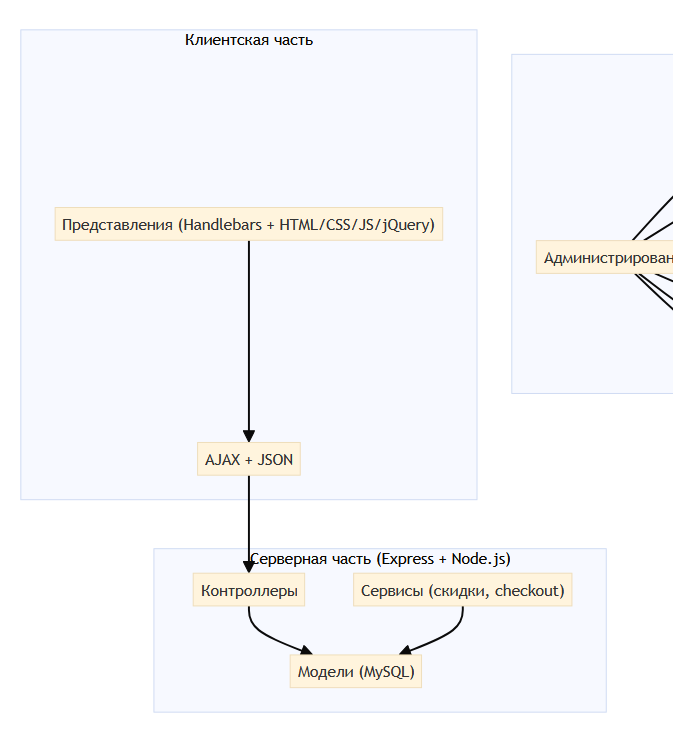 Клиентская часть
Представления (Handlebars + HTML/CSS/JS/jQuery)
AJAX + JSON
Серверная часть (Express + Node.js)
Контроллеры
Сервисы (скидки, checkout)
Модели (MySQL)